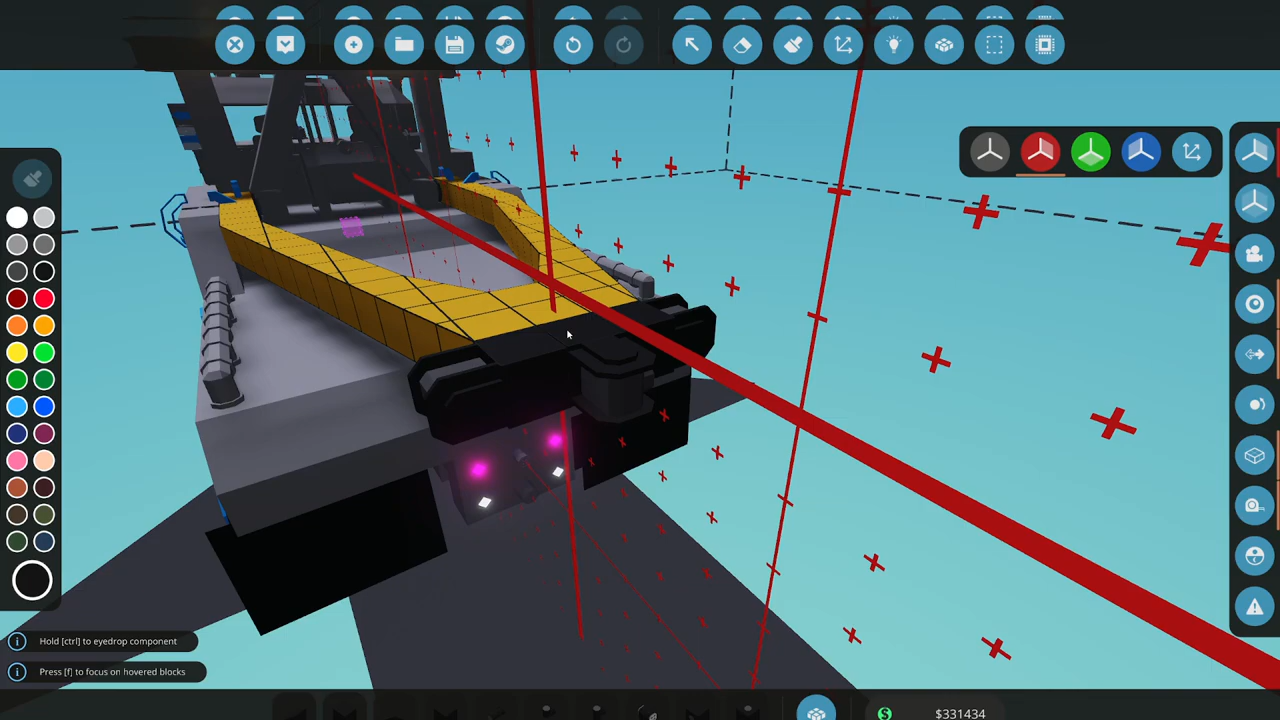 Hold [ctrl] to eyedrop component
Press [f] to focus on hovered blocks
$331434